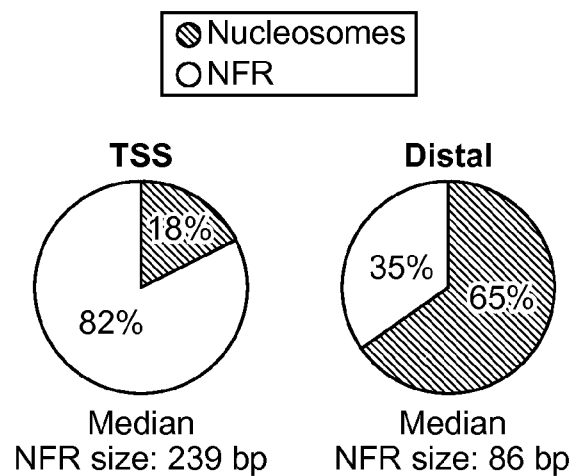 Nucleosomes
NFR
TSS
18%
82%
Median
NFR size: 239 bp
Distal
35%
65%
Median
NFR size: 86 bp